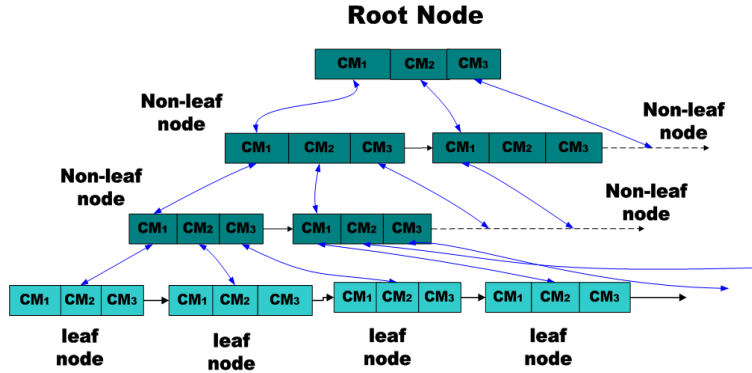 Root Node
CM1 CM2 CM3
Non-leaf
node
Non-leaf
node
CM1 CM2 CM3 CM1 CM2 CM3
Non-leaf
node
Non-leaf
node
CM1 CM2 CM3 CM1 CM2 CM3
CM1 CM2 CM3 CM1 CM2 CM3 CM1 CM2 CM3 CM1 CM2 CM3
leaf
node
leaf
node
leaf
node
leaf
node